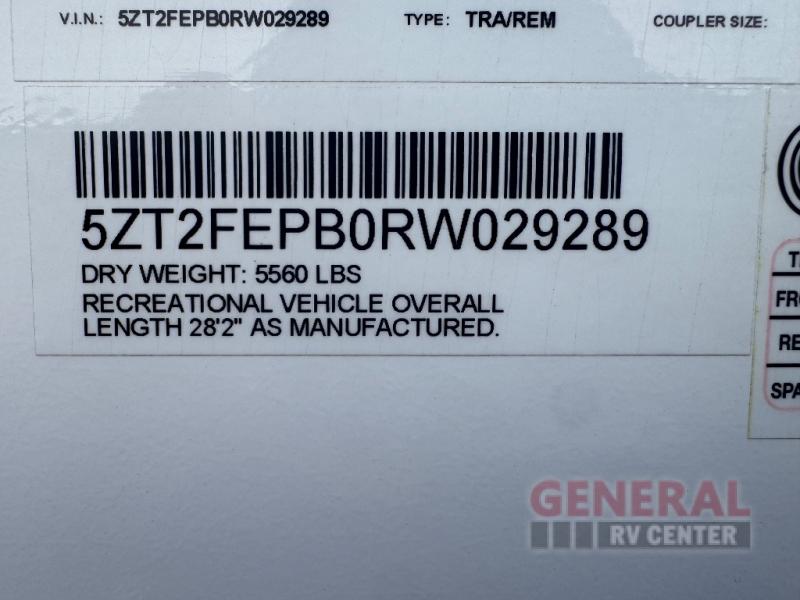 V.I.N.: 5ZT2FEPB0RW029289 TYPE: TRA/REM COUPLER SIZE:
5ZT2FEPB0RW029289
DRY WEIGHT: 5560 LBS
RECREATIONAL VEHICLE OVERALL
LENGTH 28'2" AS MANUFACTURED.
GENERAL
RV CENTER